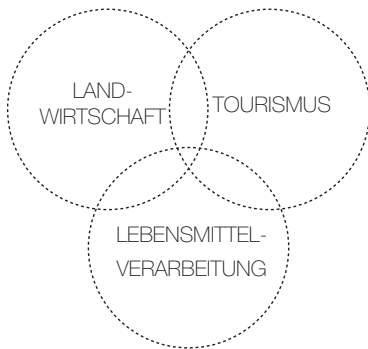 LAND-
WIRTSCHAFT
TOURISMUS
LEBENSMITTEL-
VERARBEITUNG